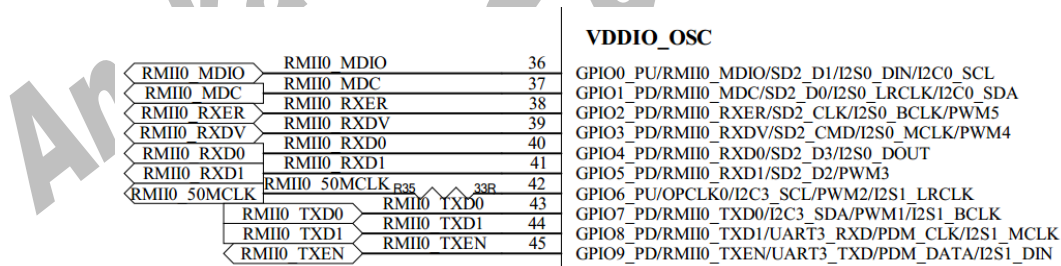 VDDIO_OSC
RMII0_MDIO RMII0_MDIO 36 GPIO0_PU/RMII0_MDIO/SD2_D1/I2S0_DIN/I2C0_SCL
RMII0_MDC RMII0_MDC 37 GPIO1_PD/RMII0_MDC/SD2_D0/I2S0_LRCLK/I2C0_SDA
RMII0_RXER RMII0_RXER 38 GPIO2_PD/RMII0_RXER/SD2_CLK/I2S0_BCLK/PWM5
RMII0_RXDV RMII0_RXDV 39 GPIO3_PD/RMII0_RXDV/SD2_CMD/I2S0_MCLK/PWM4
RMII0_RXD0 RMII0_RXD0 40 GPIO4_PD/RMII0_RXD0/SD2_D3/I2S0_DOUT
RMII0_RXD1 RMII0_RXD1 41 GPIO5_PD/RMII0_RXD1/SD2_D2/PWM3
RMII0_50MCLK RMII0_50MCLK R35 33R 42 GPIO6_PU/OPCLK0/I2C3_SCL/PWM2/I2S1_LRCLK
RMII0_TXD0 RMII0_TXD0 43 GPIO7_PD/RMII0_TXD0/I2C3_SDA/PWM1/I2S1_BCLK
RMII0_TXD1 RMII0_TXD1 44 GPIO8_PD/RMII0_TXD1/UART3_RXD/PDM_CLK/I2S1_MCLK
RMII0_TXEN RMII0_TXEN 45 GPIO9_PD/RMII0_TXEN/UART3_TXD/PDM_DATA/I2S1_DIN